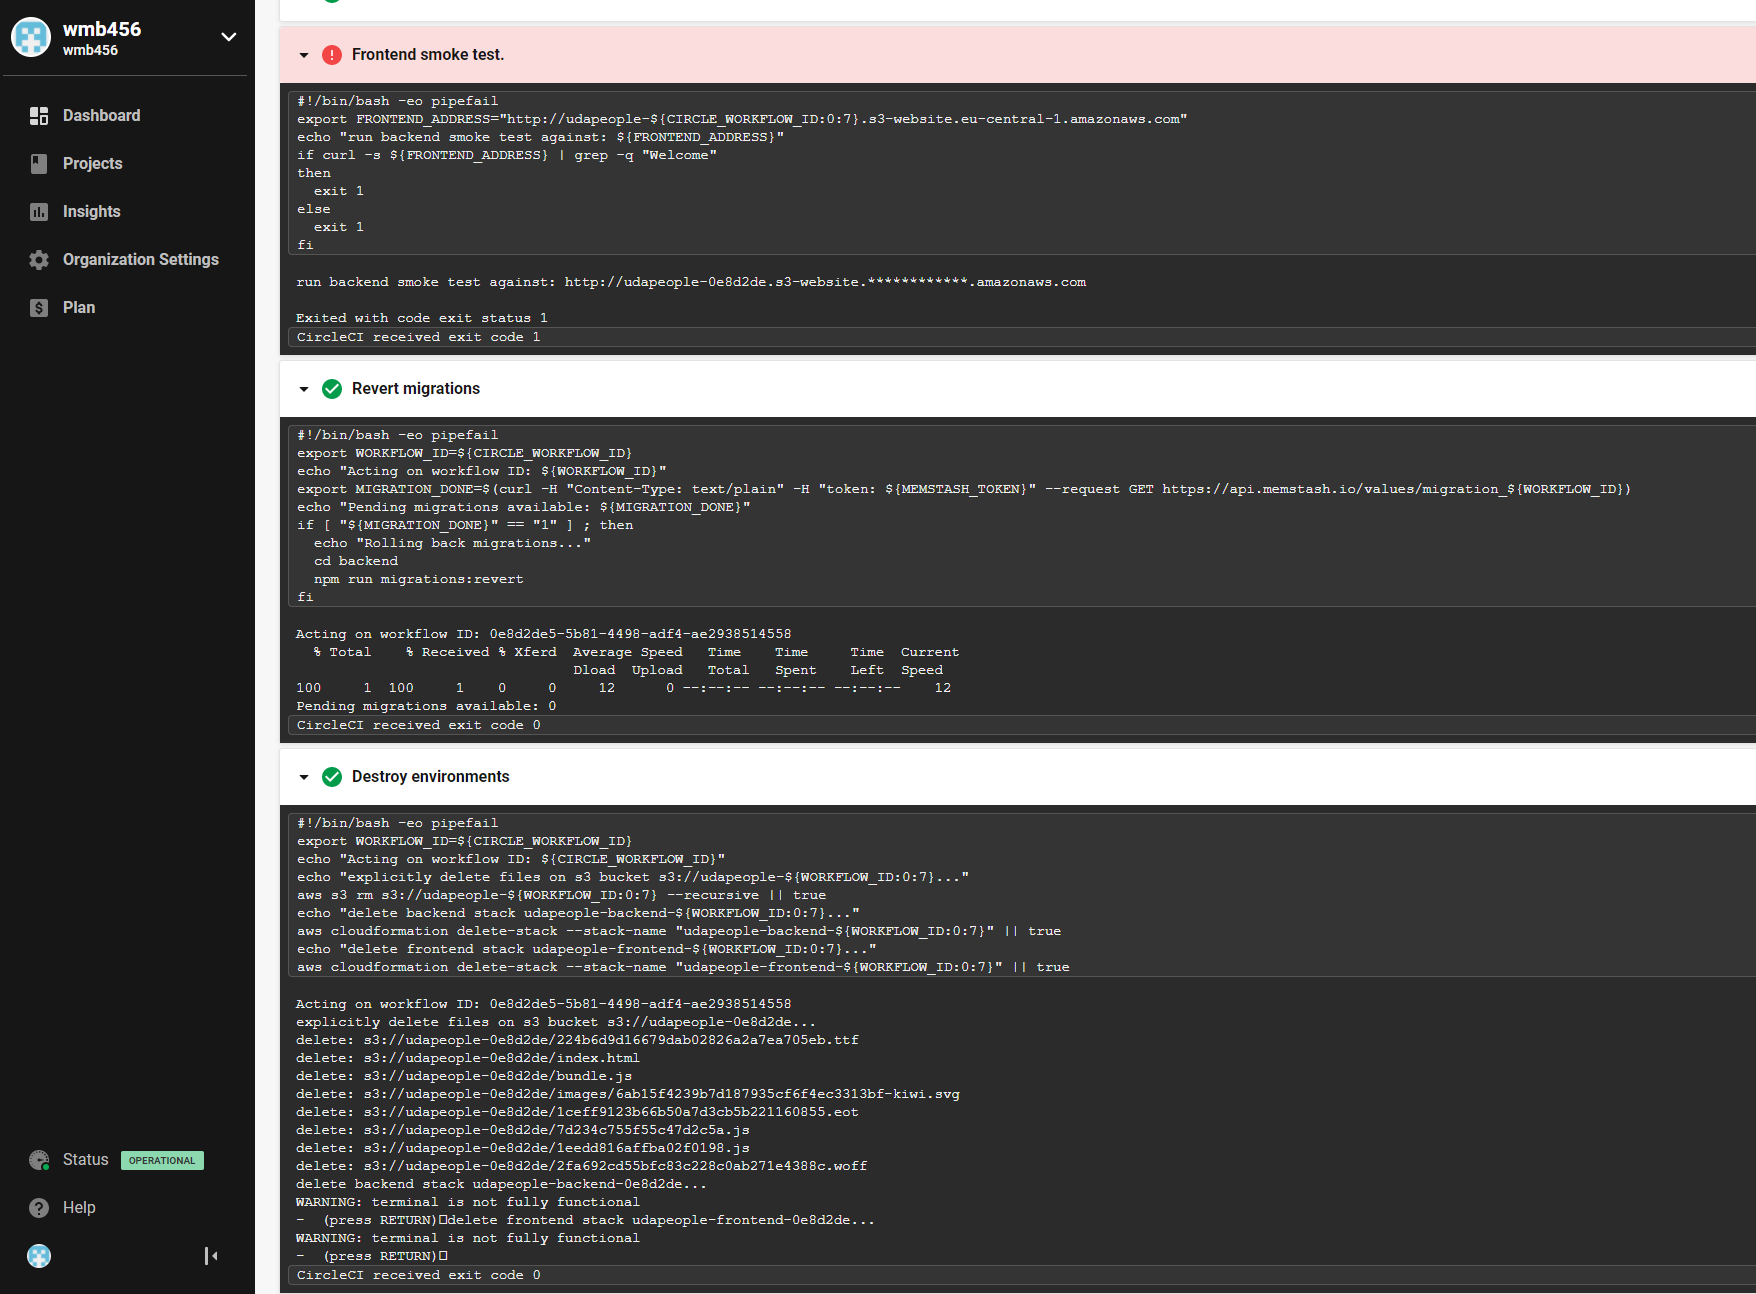 wmb456
wmb456
Dashboard
Projects
Insights
Organization Settings
Plan
Status OPERATIONAL
Help
Frontend smoke test.
#!/bin/bash -eo pipefail
export FRONTEND_ADDRESS="http://udapeople-${CIRCLE_WORKFLOW_ID:0:7}.s3-website.eu-central-1.amazonaws.com"
echo "run backend smoke test against: ${FRONTEND_ADDRESS}"
if curl -s ${FRONTEND_ADDRESS} | grep -q "Welcome"
then
  exit 1
else
  exit 1
fi
run backend smoke test against: http://udapeople-0e8d2de.s3-website.************.amazonaws.com
Exited with code exit status 1
CircleCI received exit code 1
Revert migrations
#!/bin/bash -eo pipefail
export WORKFLOW_ID=${CIRCLE_WORKFLOW_ID}
echo "Acting on workflow ID: ${WORKFLOW_ID}"
export MIGRATION_DONE=$(curl -H "Content-Type: text/plain" -H "token: ${MEMSTASH_TOKEN}" --request GET https://api.memstash.io/values/migration_${WORKFLOW_ID})
echo "Pending migrations available: ${MIGRATION_DONE}"
if [ "${MIGRATION_DONE}" == "1" ] ; then
  echo "Rolling back migrations..."
  cd backend
  npm run migrations:revert
fi
Acting on workflow ID: 0e8d2de5-5b81-4498-adf4-ae2938514558
  % Total    % Received % Xferd  Average Speed   Time    Time     Time  Current
                                 Dload  Upload   Total   Spent    Left  Speed
100     1  100     1    0     0     12      0 --:--:-- --:--:-- --:--:--    12
Pending migrations available: 0
CircleCI received exit code 0
Destroy environments
#!/bin/bash -eo pipefail
export WORKFLOW_ID=${CIRCLE_WORKFLOW_ID}
echo "Acting on workflow ID: ${CIRCLE_WORKFLOW_ID}"
echo "explicitly delete files on s3 bucket s3://udapeople-${WORKFLOW_ID:0:7}..."
aws s3 rm s3://udapeople-${WORKFLOW_ID:0:7} --recursive || true
echo "delete backend stack udapeople-backend-${WORKFLOW_ID:0:7}..."
aws cloudformation delete-stack --stack-name "udapeople-backend-${WORKFLOW_ID:0:7}" || true
echo "delete frontend stack udapeople-frontend-${WORKFLOW_ID:0:7}..."
aws cloudformation delete-stack --stack-name "udapeople-frontend-${WORKFLOW_ID:0:7}" || true
Acting on workflow ID: 0e8d2de5-5b81-4498-adf4-ae2938514558
explicitly delete files on s3 bucket s3://udapeople-0e8d2de...
delete: s3://udapeople-0e8d2de/224b6d9d16679dab02826a2a7ea705eb.ttf
delete: s3://udapeople-0e8d2de/index.html
delete: s3://udapeople-0e8d2de/bundle.js
delete: s3://udapeople-0e8d2de/images/6ab15f4239b7d187935cf6f4ec3313bf-kiwi.svg
delete: s3://udapeople-0e8d2de/1ceff9123b66b50a7d3cb5b221160855.eot
delete: s3://udapeople-0e8d2de/7d234c755f55c47d2c5a.js
delete: s3://udapeople-0e8d2de/1eedd816affba02f0198.js
delete: s3://udapeople-0e8d2de/2fa692cd55bfc83c228c0ab271e4388c.woff
delete backend stack udapeople-backend-0e8d2de...
WARNING: terminal is not fully functional
-  (press RETURN)□delete frontend stack udapeople-frontend-0e8d2de...
WARNING: terminal is not fully functional
-  (press RETURN)□
CircleCI received exit code 0